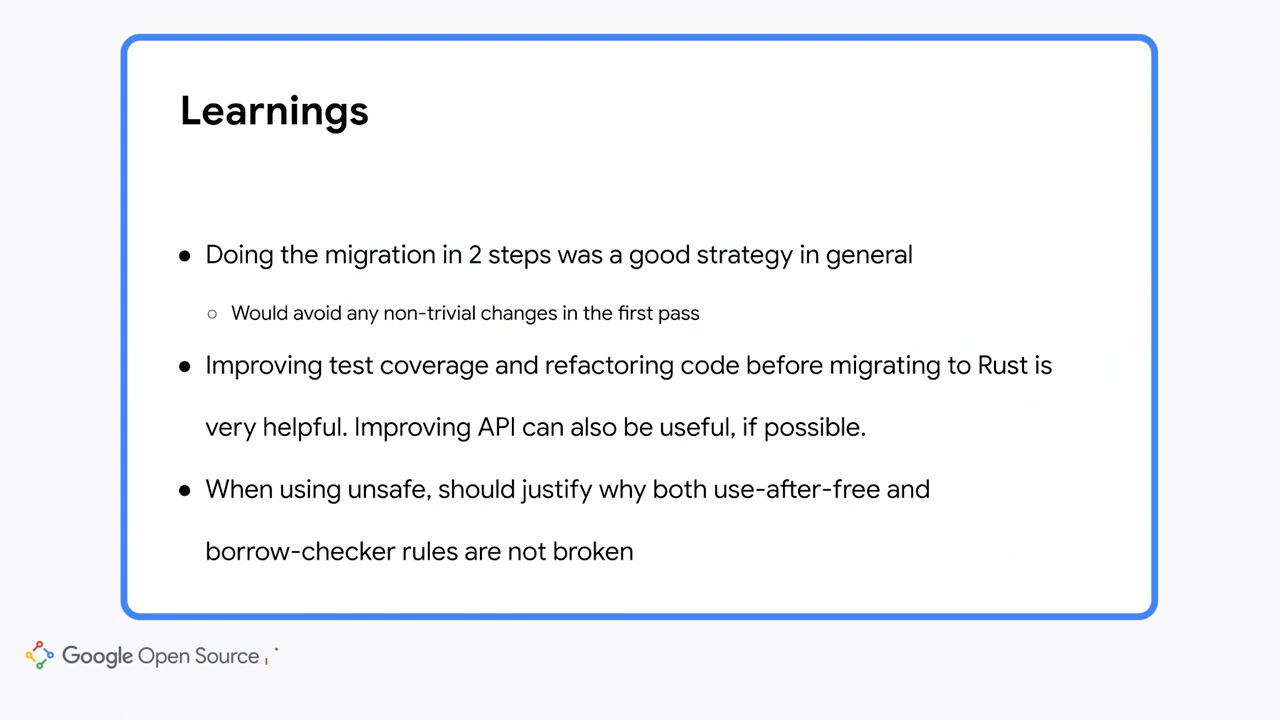 Learnings
● Doing the migration in 2 steps was a good strategy in general
○ Would avoid any non-trivial changes in the first pass
● Improving test coverage and refactoring code before migrating to Rust is
very helpful. Improving API can also be useful, if possible.
● When using unsafe, should justify why both use-after-free and
borrow-checker rules are not broken
Google Open Source